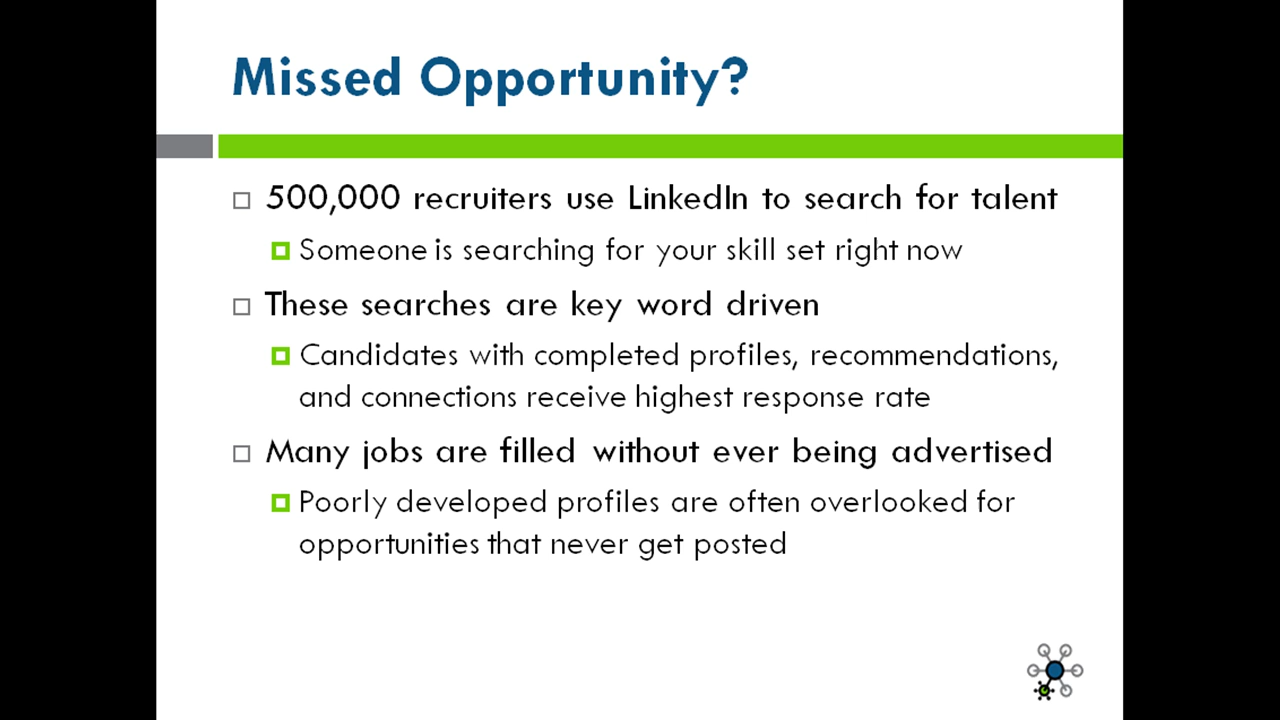 Missed Opportunity?
500,000 recruiters use LinkedIn to search for talent
Someone is searching for your skill set right now
These searches are key word driven
Candidates with completed profiles, recommendations,
and connections receive highest response rate
Many jobs are filled without ever being advertised
Poorly developed profiles are often overlooked for
opportunities that never get posted